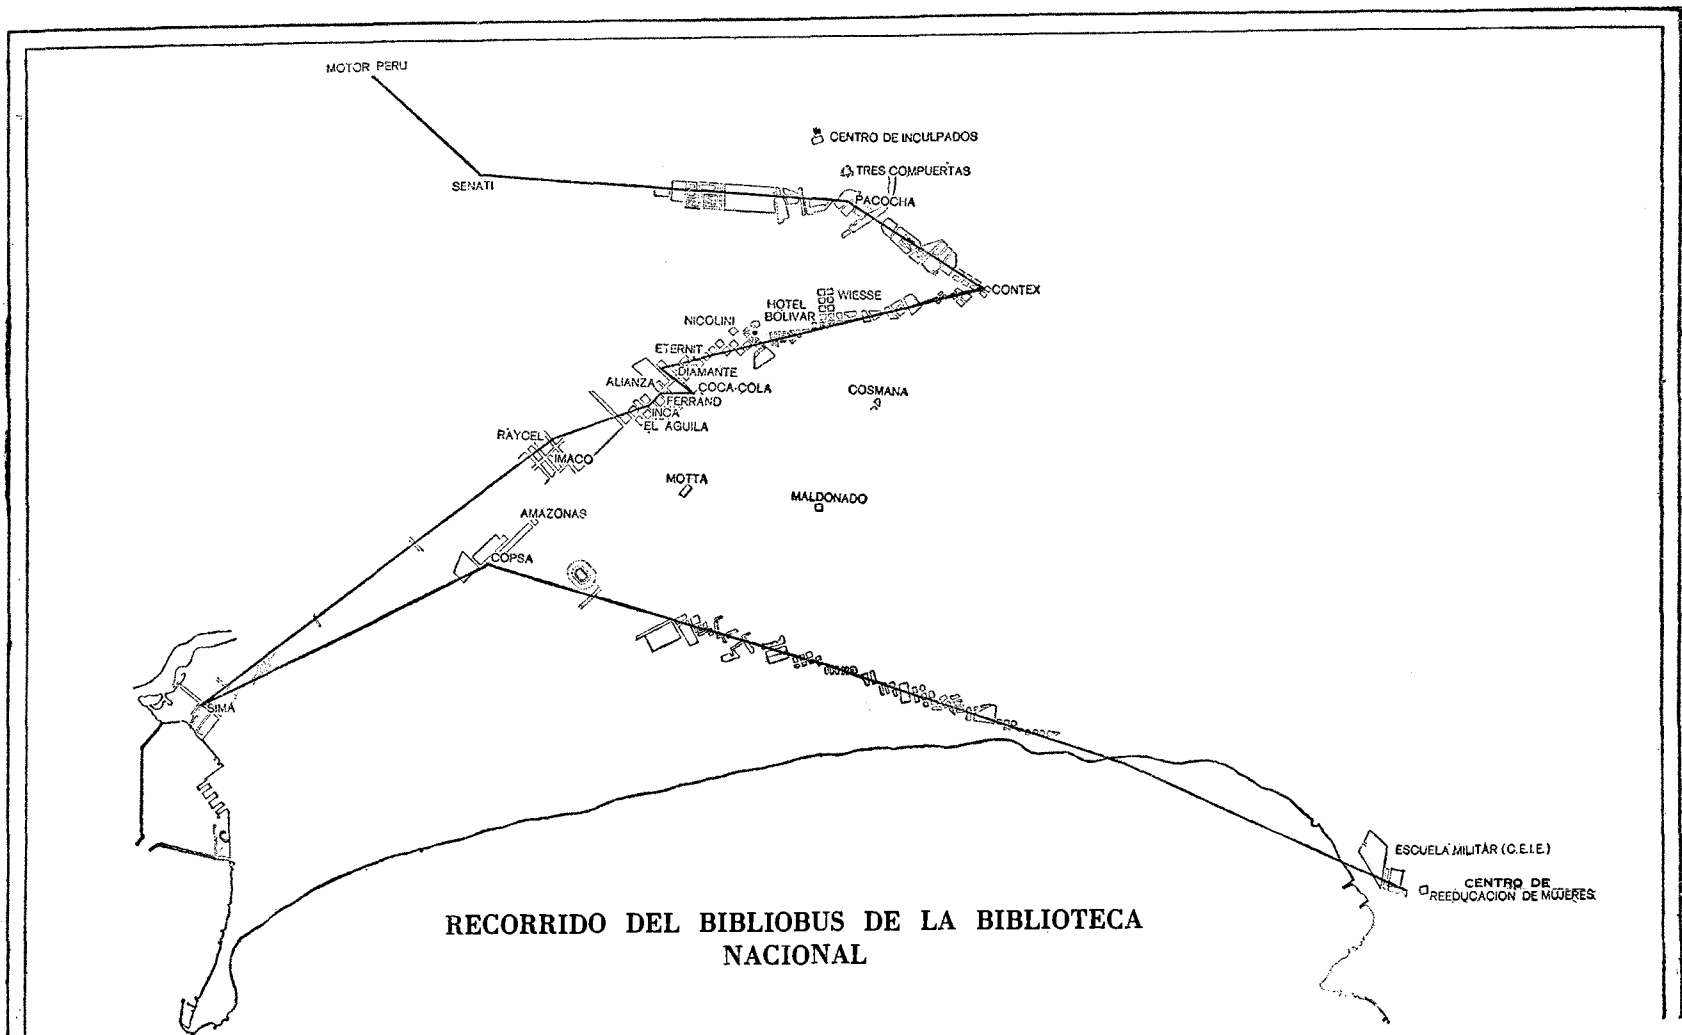 MOTOR PERU
CENTRO DE INCULPADOS
TRES COMPUERTAS
SENATI
PACOCHA
CONTEX
WIESSE
HOTEL
BOLIVAR
NICOLINI
ETERNIT
DIAMANTE
ALIANZA
COCA-COLA
COSMANA
FERRAND
INCA
EL AGUILA
RAYCEL
CIMACO
MOTTA
MALDONADO
AMAZONAS
COPSA
SIMA
ESCUELA MILITAR (C.E.I.E.)
CENTRO DE
REEDUCACION DE MUJERES
RECORRIDO DEL BIBLIOBUS DE LA BIBLIOTECA
NACIONAL